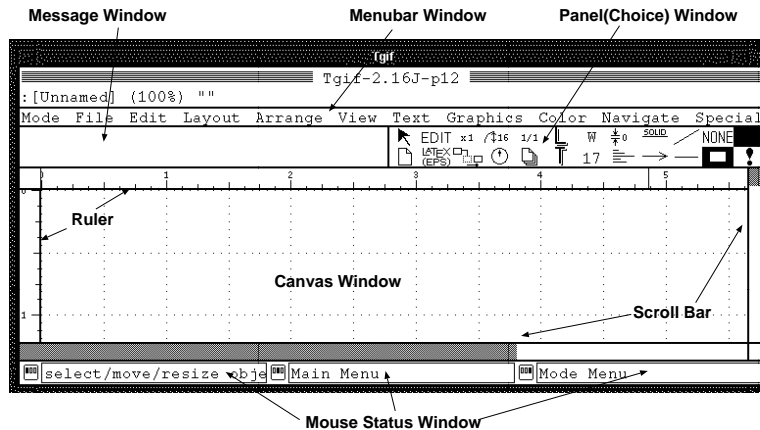 Message Window Menubar Window Panel(Choice) Window
Tgif
Tgif-2.16J-p12
:[Unnamed] (100%) ""
Mode File Edit Layout Arrange View Text Graphics Color Navigate Special
EDIT x1 16 1/1 L W 0 SOLID NONE
LATEX (EPS) T 17
0 1 2 3 4 5
0
Ruler
Canvas Window
Scroll Bar
1
select/move/resize obje Main Menu Mode Menu
Mouse Status Window